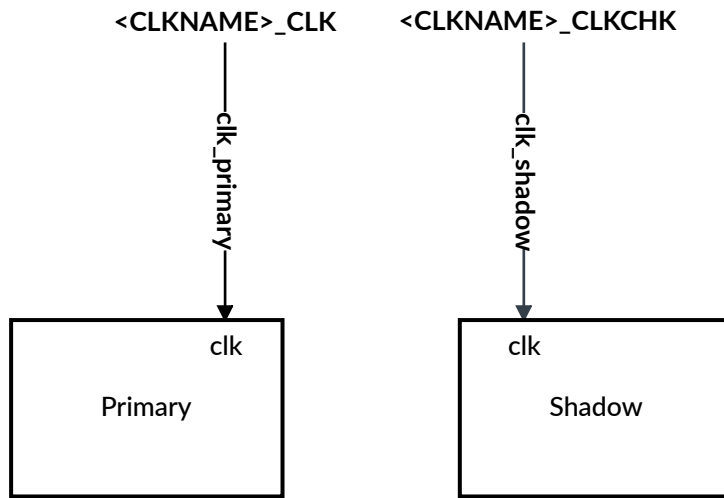 <CLKNAME>_CLK
<CLKNAME>_CLKCHK
clk_primary
clk_shadow
clk
clk
Primary
Shadow